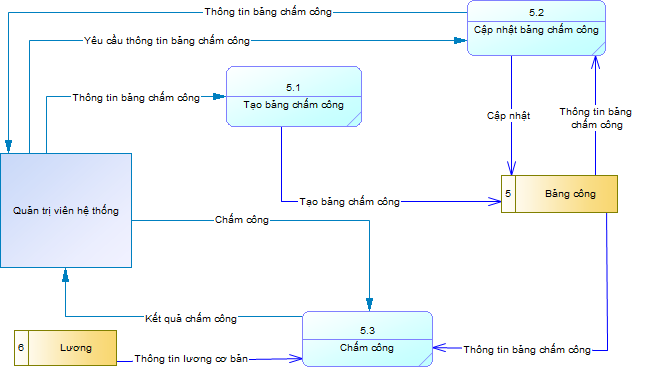 Thông tin bảng chấm công
5.2
Cập nhật bảng chấm công
Yêu cầu thông tin bảng chấm công
5.1
Tạo bảng chấm công
Thông tin bảng chấm công
Cập nhật
Thông tin bảng
chấm công
Quản trị viên hệ thống
5
Bảng công
Tạo bảng chấm công
Chấm công
Kết quả chấm công
5.3
Chấm công
6
Lương
Thông tin lương cơ bản
Thông tin bảng chấm công